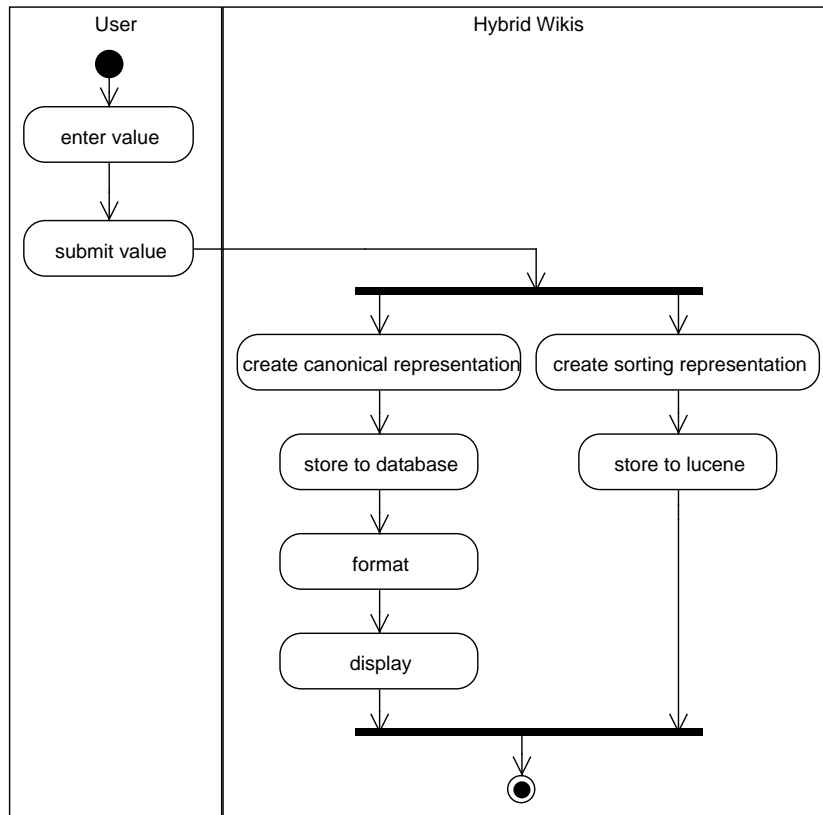 User
Hybrid Wikis
enter value
submit value
create canonical representation
create sorting representation
store to database
store to lucene
format
display